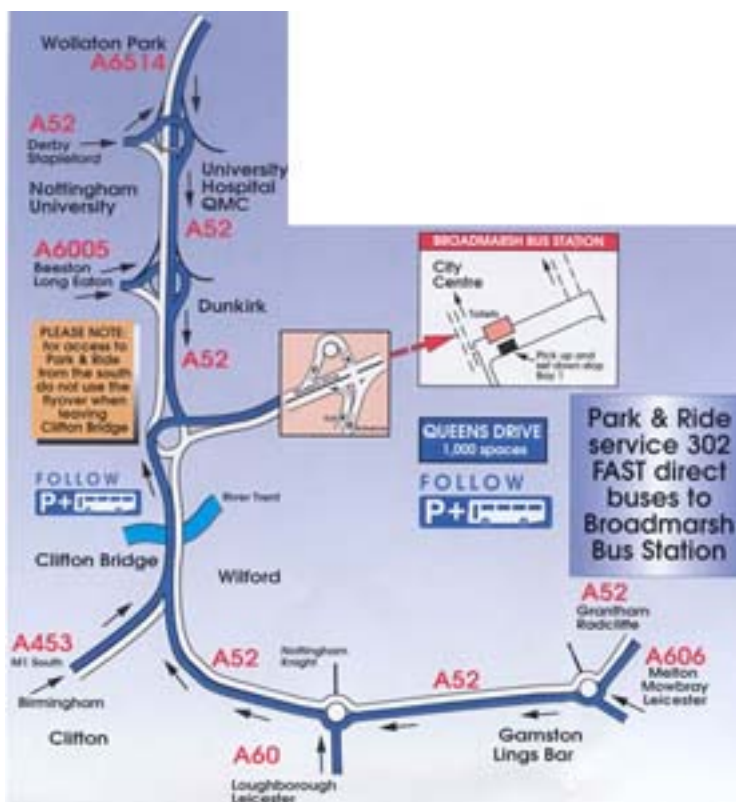 Wollaton Park
A6514
A52
Derby
Stapleford
University
Hospital
QMC
Nottingham
University
A52
A6005
Beeston
Long Eaton
Dunkirk
A52
PLEASE NOTE:
for access to
Park & Ride
from the south
do not use the
flyover when
leaving
Clifton Bridge
BROADMARSH BUS STATION
City
Centre
Toilets
Pick up and
set down stop
Bay 1
QUEENS DRIVE
1,000 spaces
FOLLOW
P+
FOLLOW
P+
Park & Ride
service 302
FAST direct
buses to
Broadmarsh
Bus Station
River Trent
Clifton Bridge
Wilford
A453
M1 South
Birmingham
Clifton
A52
Nottingham
Knight
A52
A52
Grantham
Radcliffe
A606
Melton
Mowbray
Leicester
Gamston
Lings Bar
A60
Loughborough
Leicester